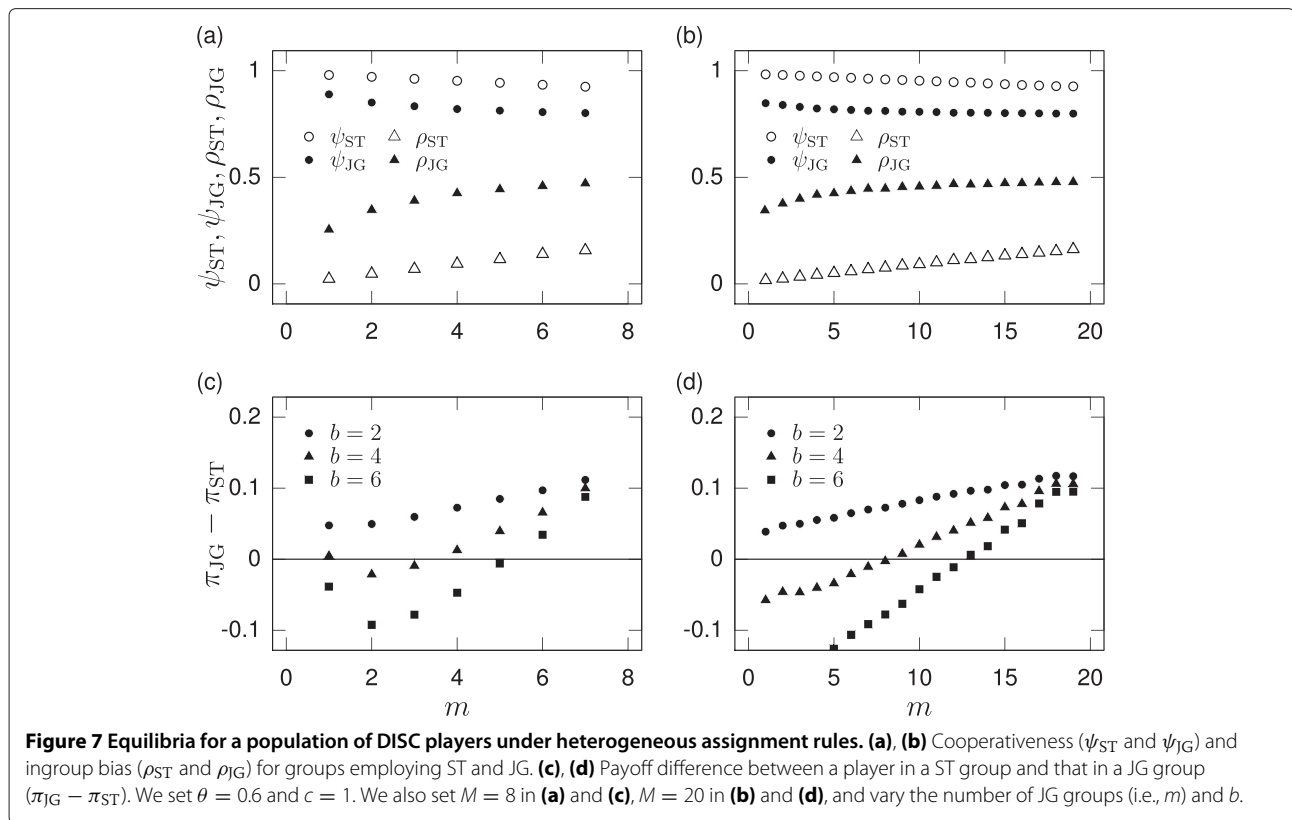 (a)
ψST, ψJG, ρST, ρJG
1
0.5
0
○ ψST △ ρST
● ψJG ▲ ρJG
0 2 4 6 8
(b)
1
0.5
0
○ ψST △ ρST
● ψJG ▲ ρJG
0 5 10 15 20
(c)
πJG − πST
0.2
0.1
0
-0.1
● b = 2
▲ b = 4
■ b = 6
0 2 4 6 8
m
(d)
0.2
0.1
0
-0.1
● b = 2
▲ b = 4
■ b = 6
0 5 10 15 20
m
Figure 7 Equilibria for a population of DISC players under heterogeneous assignment rules. (a), (b) Cooperativeness (ψST and ψJG) and
ingroup bias (ρST and ρJG) for groups employing ST and JG. (c), (d) Payoff difference between a player in a ST group and that in a JG group
(πJG − πST). We set θ = 0.6 and c = 1. We also set M = 8 in (a) and (c), M = 20 in (b) and (d), and vary the number of JG groups (i.e., m) and b.